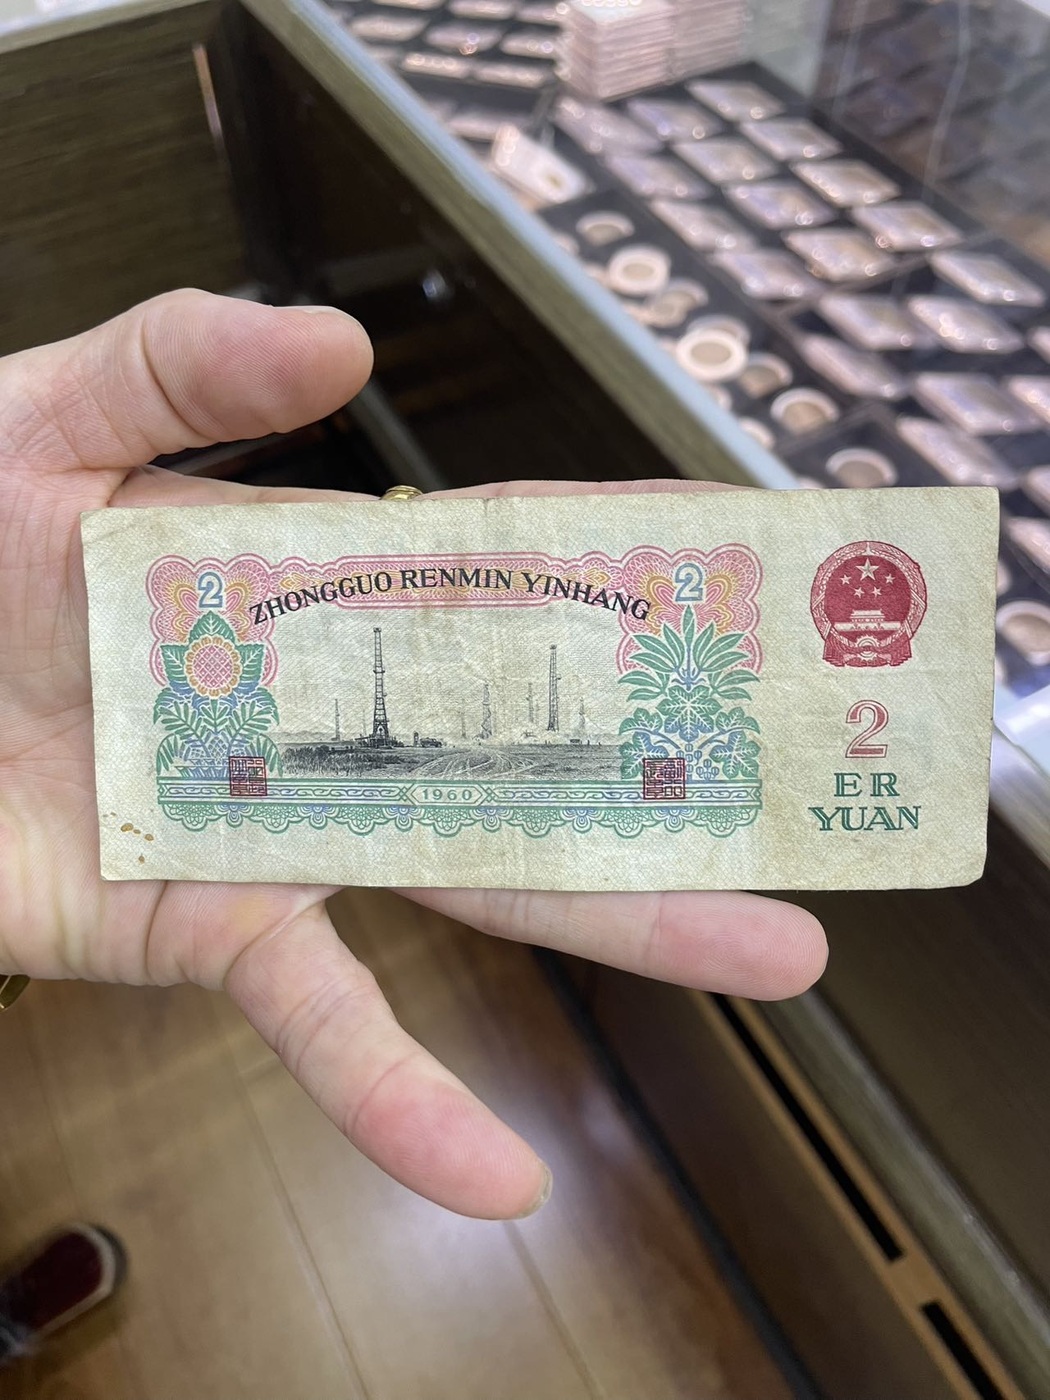 2
ZHONGGUO RENMIN YINHANG
2
1960
2
ER
YUAN